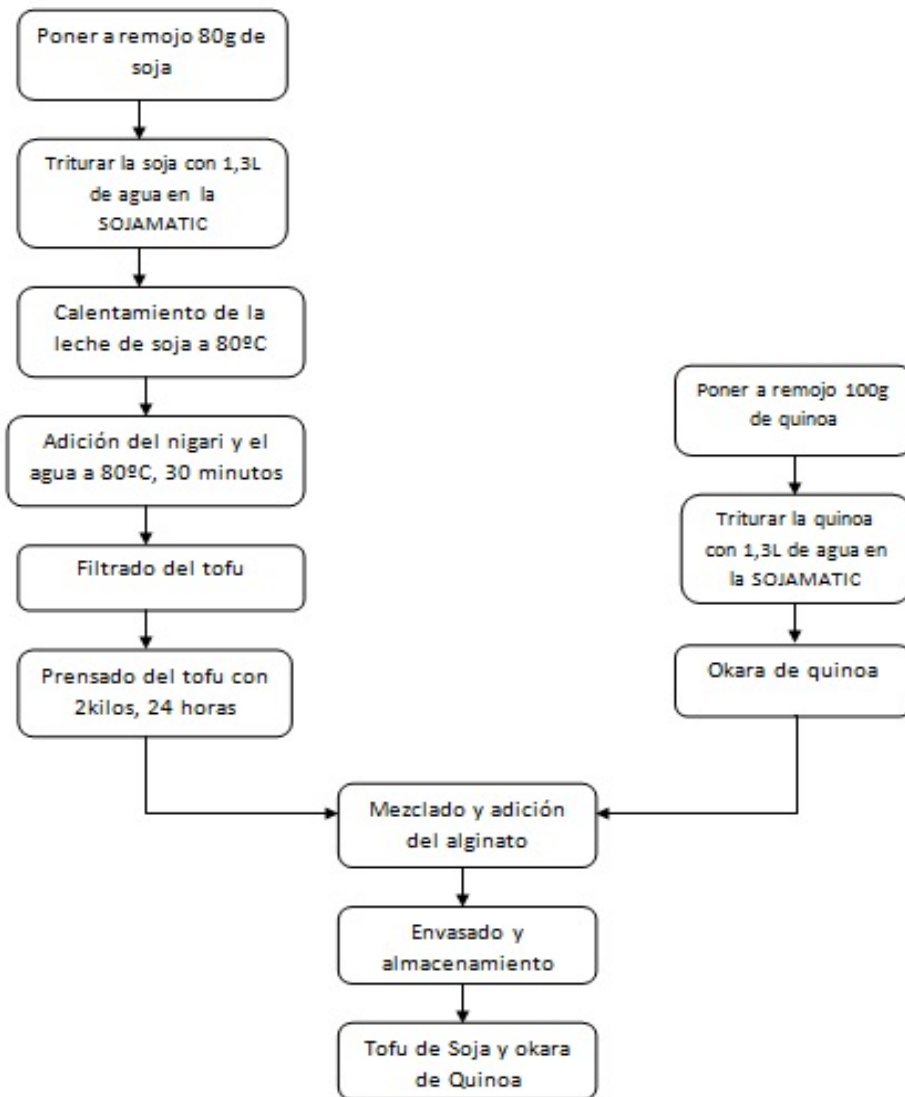 Poner a remojo 80g de
soja
Triturar la soja con 1,3L
de agua en la
SOJAMATIC
Calentamiento de la
leche de soja a 80ºC
Adición del nigari y el
agua a 80ºC, 30 minutos
Filtrado del tofu
Prensado del tofu con
2kilos, 24 horas
Poner a remojo 100g
de quinoa
Triturar la quinoa
con 1,3L de agua en
la SOJAMATIC
Okara de quinoa
Mezclado y adición
del alginato
Envasado y
almacenamiento
Tofu de Soja y okara
de Quinoa